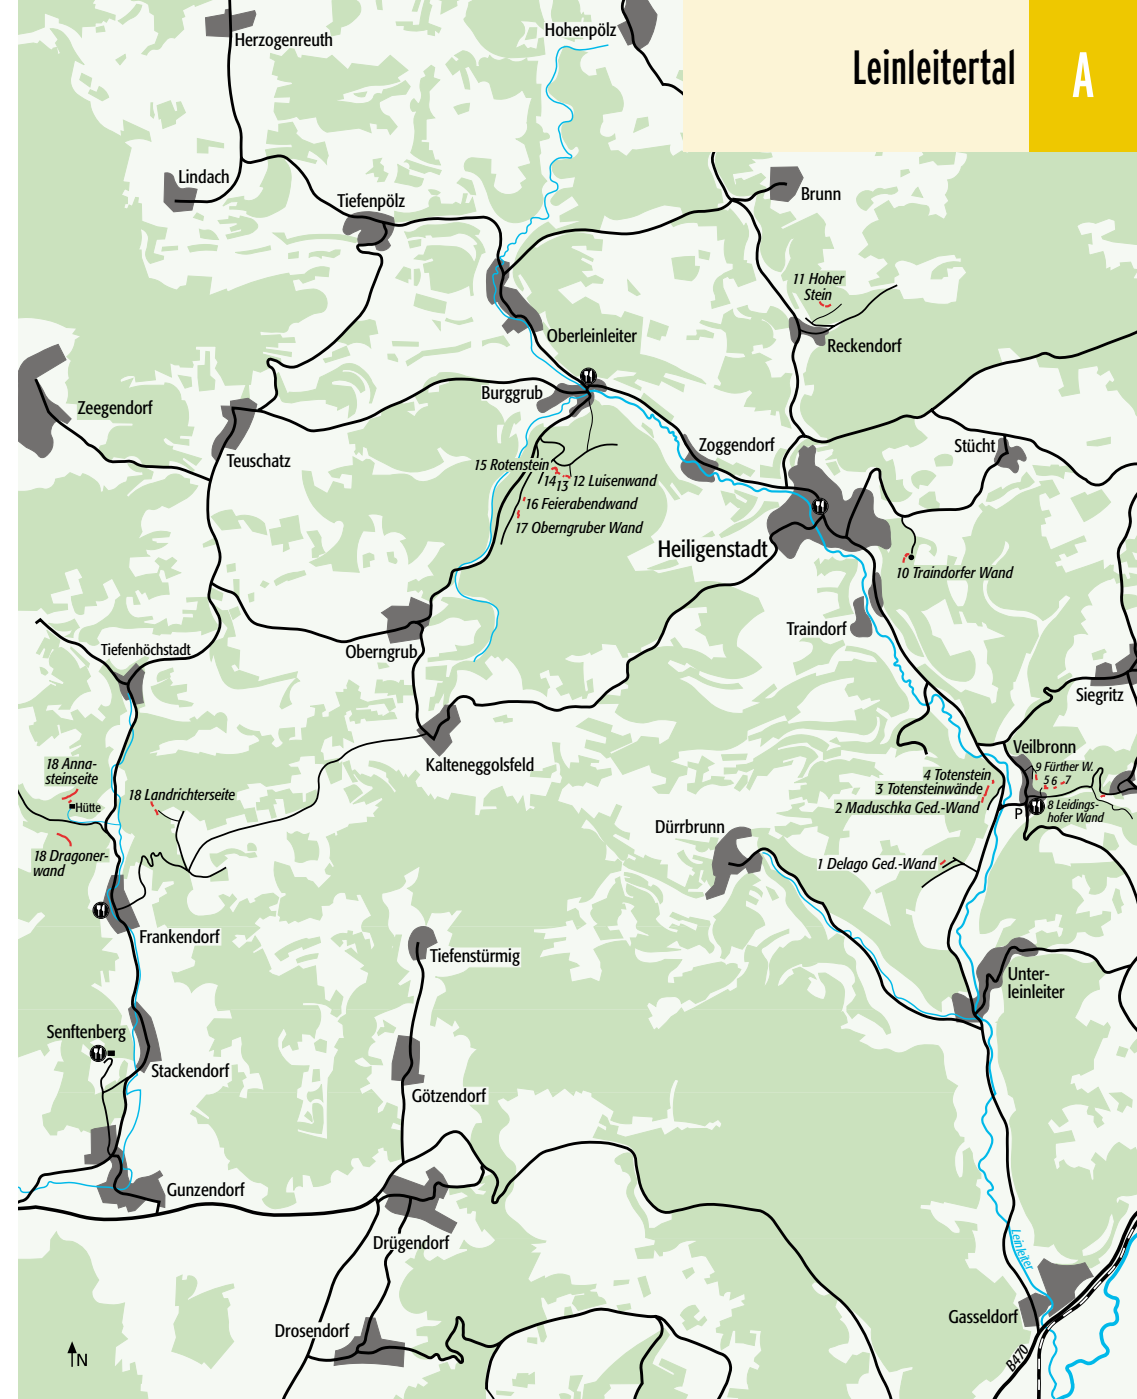 Leinleitertal
A
Hohenpölz
Herzogenreuth
Lindach
Tiefenpölz
Brunn
11 Hoher
Stein
Oberleinleiter
Reckendorf
Burggrub
Zeegendorf
Teuschatz
Zoggendorf
Stücht
15 Rotenstein
14
13
12 Luisenwand
16 Feierabendwand
17 Oberngruber Wand
Heiligenstadt
10 Traindorfer Wand
Traindorf
Oberngrub
Tiefenhöchstadt
Siegritz
Kalteneggolsfeld
Veilbronn
18 Anna-
steinseite
Hütte
18 Landrichterseite
18 Dragoner-
wand
4 Totenstein
3 Totensteinwände
2 Maduschka Ged.-Wand
9 Further W.
5 6 7
8 Leidings-
hofer Wand
P
Dürrbrunn
1 Delago Ged.-Wand
Frankendorf
Tiefenstürmig
Unter-
leinleiter
Senftenberg
Stackendorf
Götzendorf
Gunzendorf
Drügendorf
Leinleiter
Drosendorf
Gasseldorf
B470
N